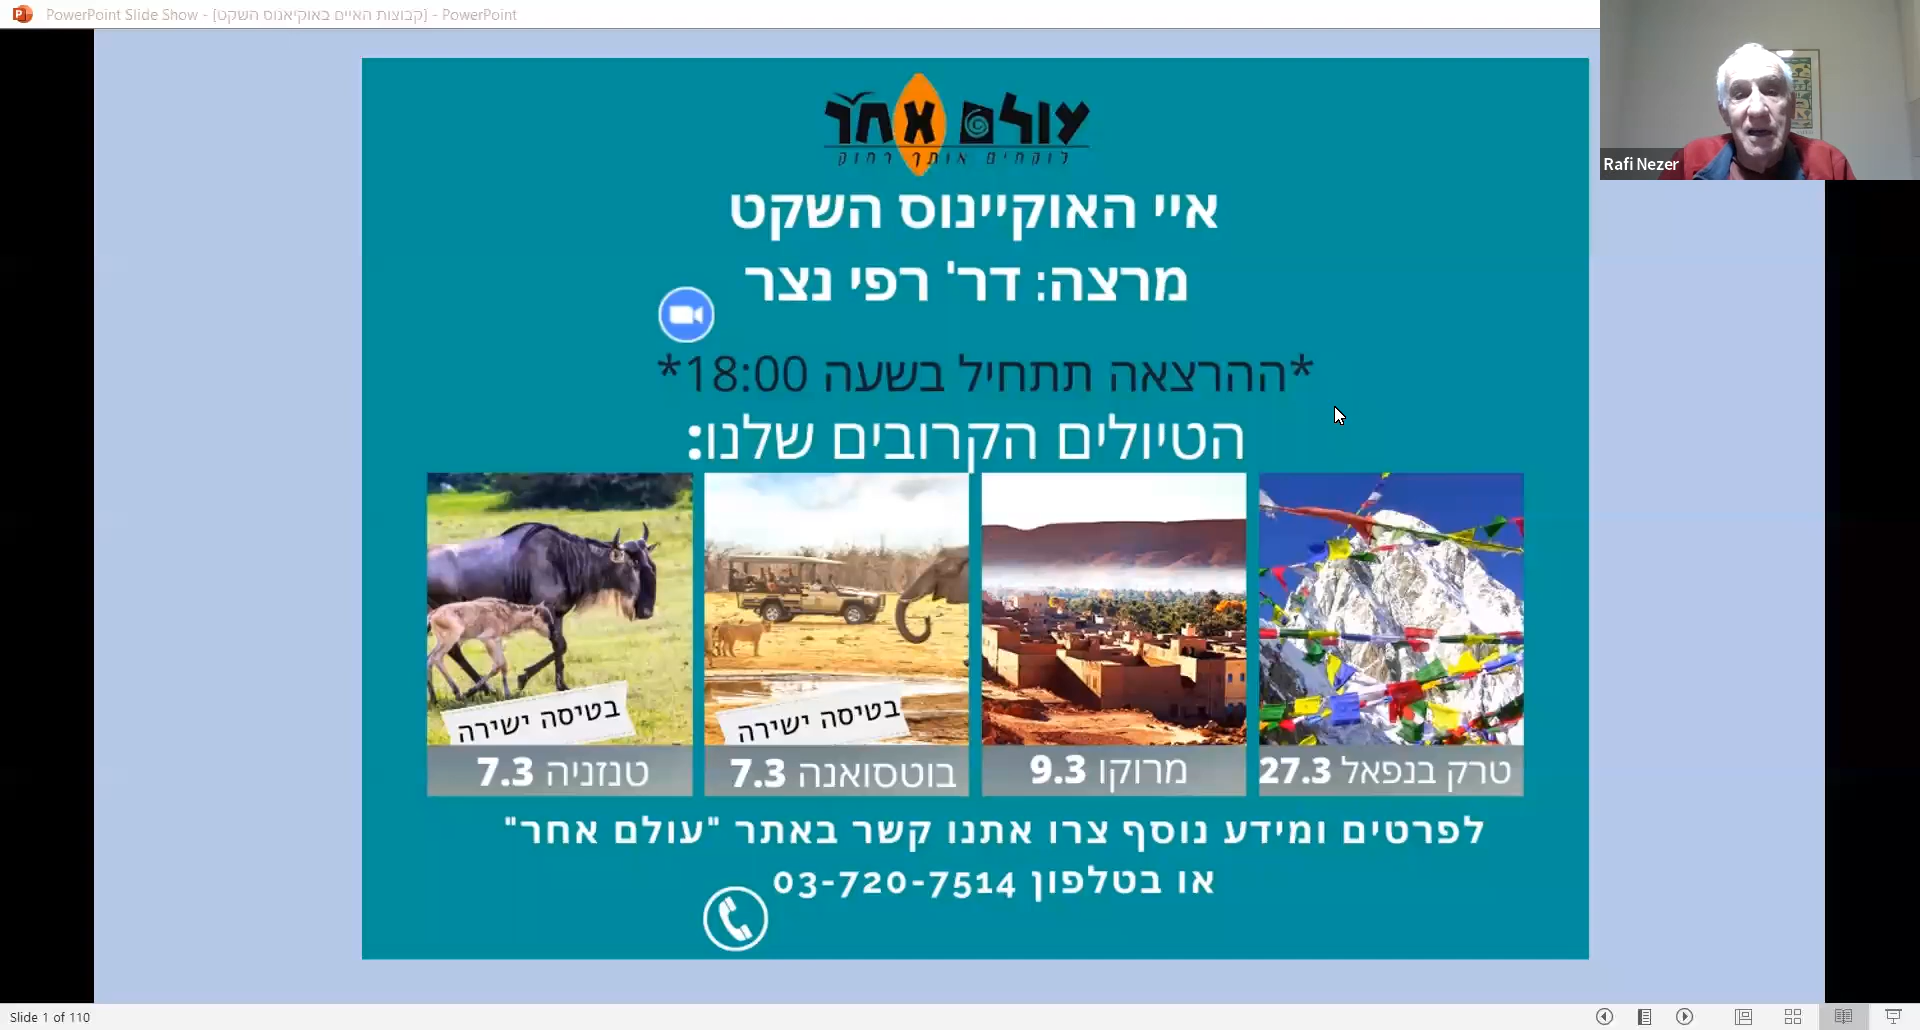 PowerPoint Slide Show - [קבוצות האיים באוקיאנוס השקט] - PowerPoint
Rafi Nezer
עולם אחר
לוקחים אותך רחוק
איי האוקיינוס השקט
מרצה: דר' רפי נצר
*ההרצאה תתחיל בשעה 18:00*
הטיולים הקרובים שלנו:
בטיסה ישירה
בטיסה ישירה
טרק בנפאל 27.3
מרוקו 9.3
בוטסואנה 7.3
טנזניה 7.3
לפרטים ומידע נוסף צרו אתנו קשר באתר "עולם אחר"
או בטלפון 03-720-7514
Slide 1 of 110